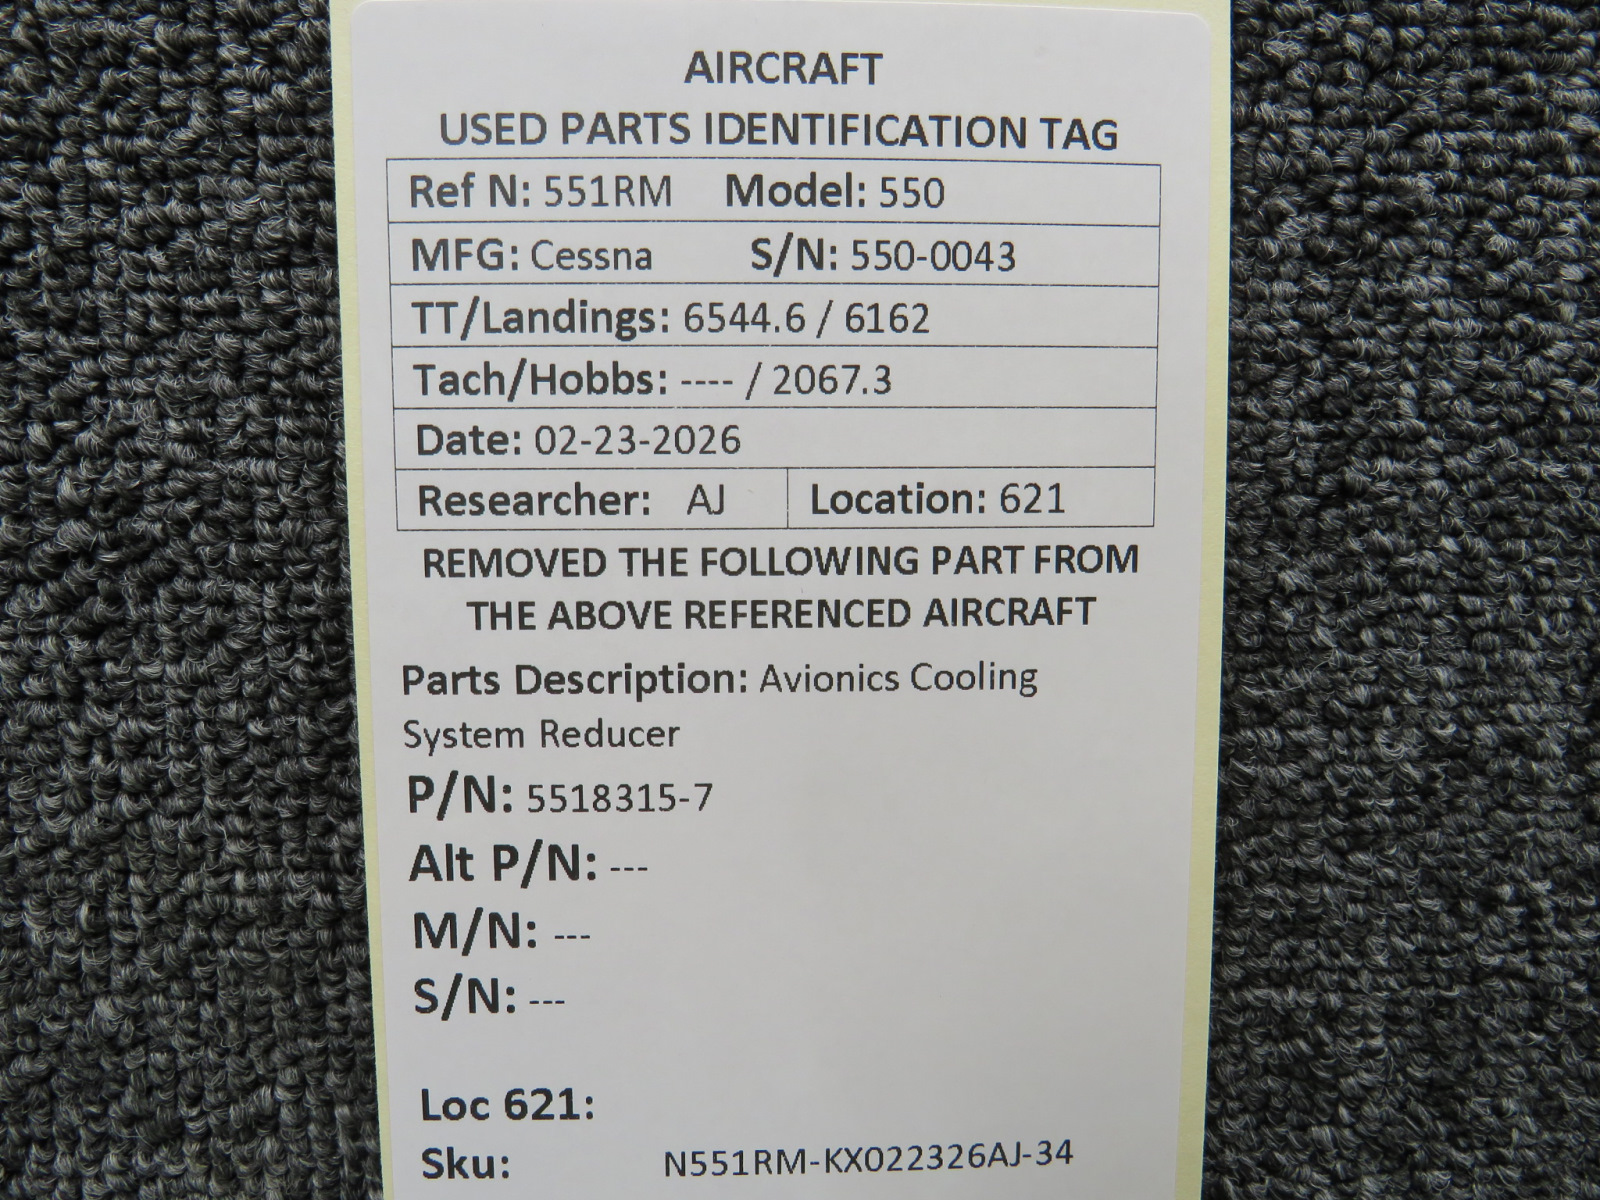 AIRCRAFT
USED PARTS IDENTIFICATION TAG
Ref N: 551RM Model: 550
MFG: Cessna S/N: 550-0043
TT/Landings: 6544.6 / 6162
Tach/Hobbs: ---- / 2067.3
Date: 02-23-2026
Researcher: AJ Location: 621
REMOVED THE FOLLOWING PART FROM
THE ABOVE REFERENCED AIRCRAFT
Parts Description: Avionics Cooling
System Reducer
P/N: 5518315-7
Alt P/N: ---
M/N: ---
S/N: ---
Loc 621:
Sku: N551RM-KX022326AJ-34